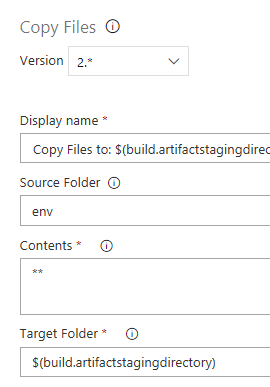 Copy Files
Version 2.*
Display name *
Copy Files to: $(build.artifactstagingdirec
Source Folder
env
Contents *
**
Target Folder *
$(build.artifactstagingdirectory)